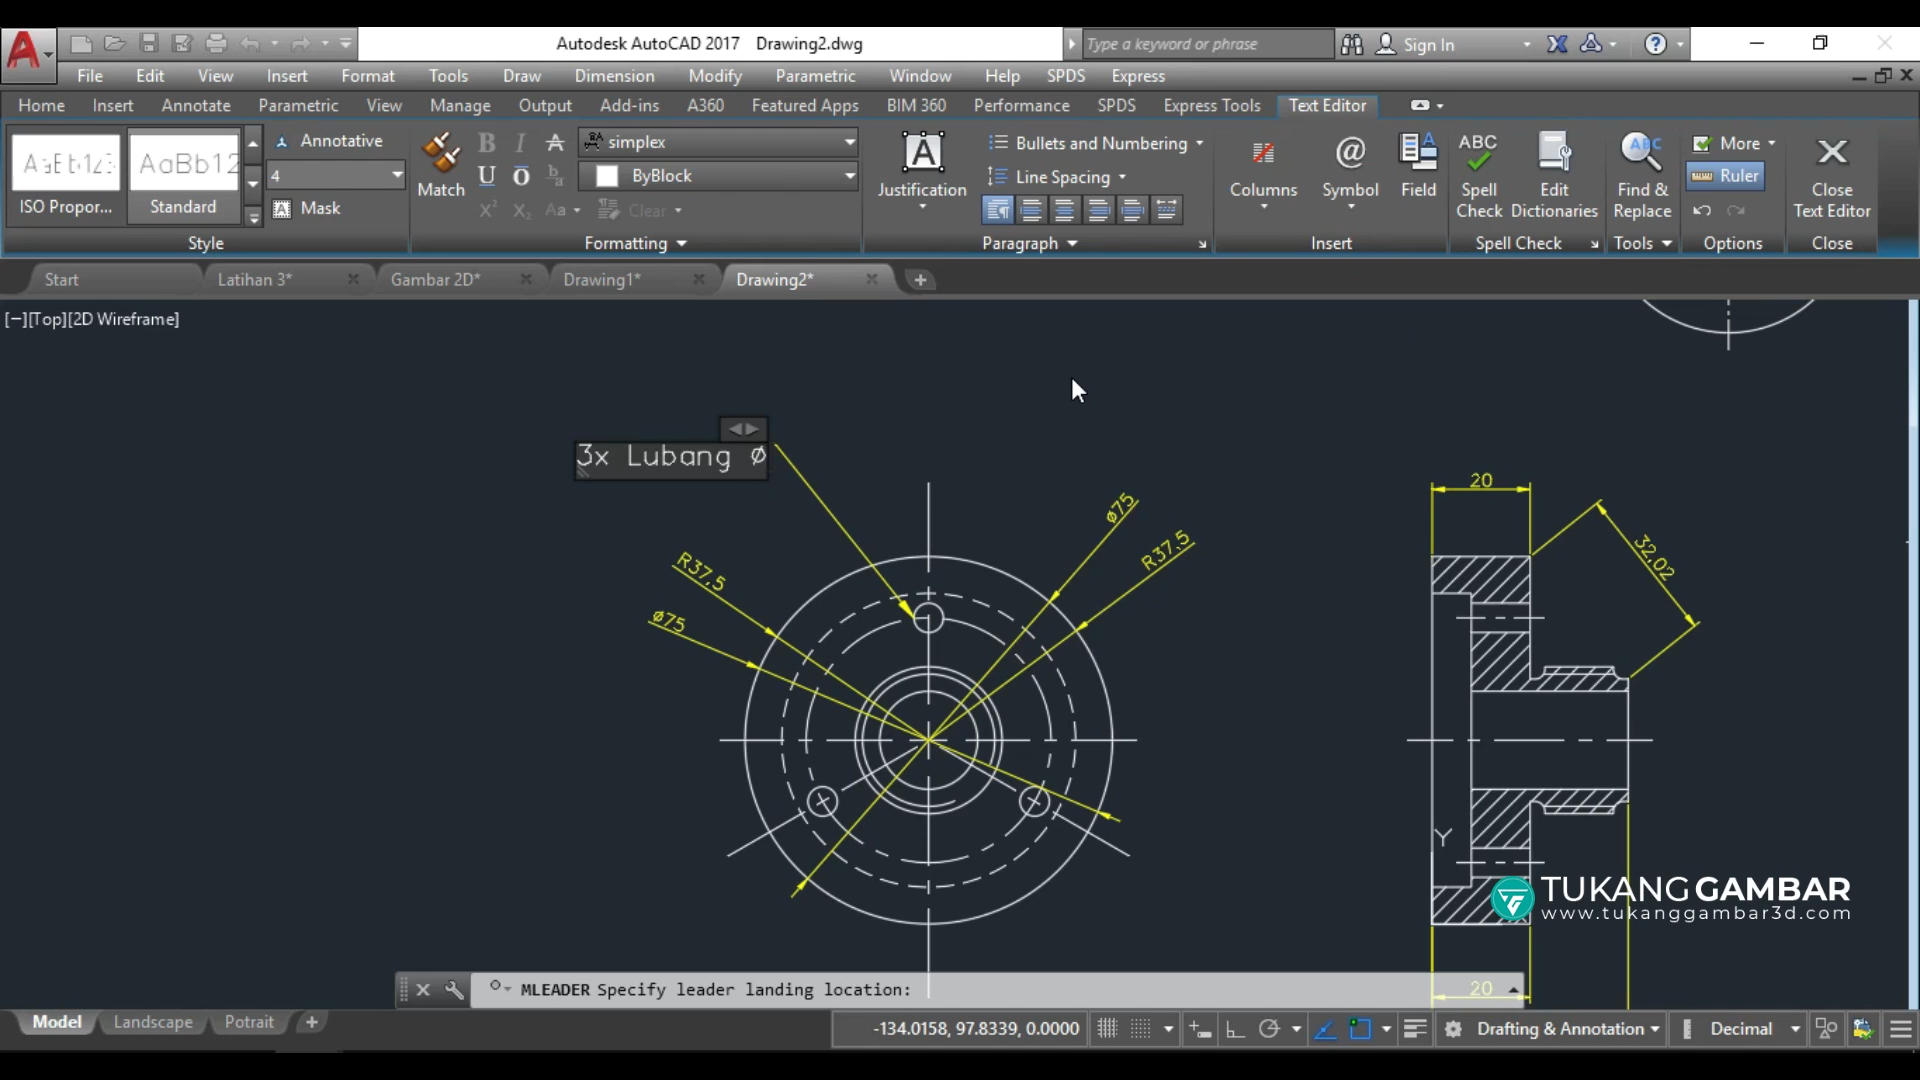 Autodesk AutoCAD 2017 Drawing2.dwg
Type a keyword or phrase
Sign In
File Edit View Insert Format Tools Draw Dimension Modify Parametric Window Help SPDS Express
Home Insert Annotate Parametric View Manage Output Add-ins A360 Featured Apps BIM 360 Performance SPDS Express Tools Text Editor
AaBb12
ISO Propor...
Standard
Annotative
4
Mask
Style
Match
simplex
ByBlock
Clear
Formatting
Justification
Bullets and Numbering
Line Spacing
Paragraph
Columns
Symbol
Field
Insert
Spell Check
Edit Dictionaries
Spell Check
Find & Replace
Tools
More
Ruler
Options
Close Text Editor
Close
Start Latihan 3* Gambar 2D* Drawing1* Drawing2*
[−][Top][2D Wireframe]
3x Lubang ø
ø75
R37,5
R37,5
ø75
20
32,02
Y
TUKANGGAMBAR
www.tukanggambar3d.com
MLEADER Specify leader landing location:
20
Model Landscape Potrait
-134.0158, 97.8339, 0.0000
Drafting & Annotation
Decimal